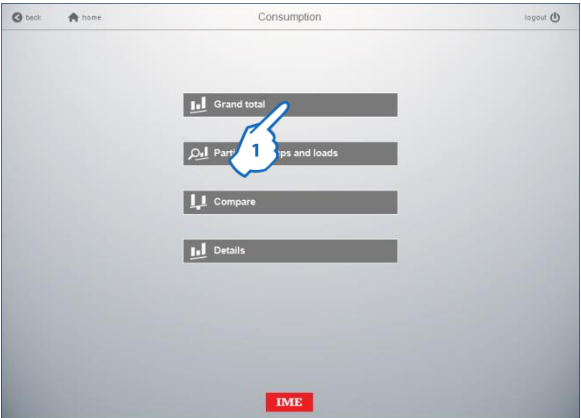 back
home
Consumption
logout
Grand total
1
Parti ps and loads
Compare
Details
IME